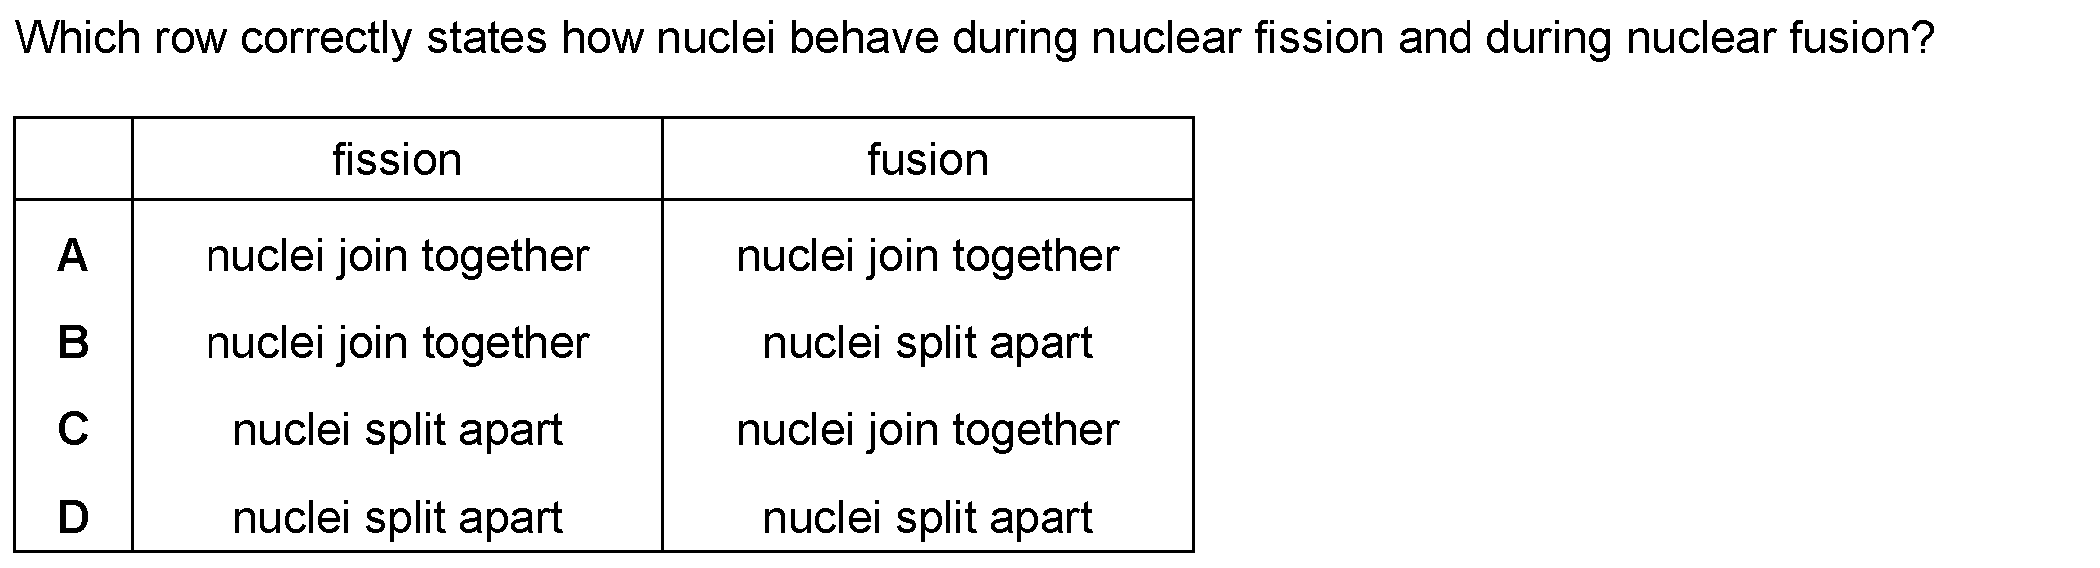 Which row correctly states how nuclei behave during nuclear fission and during nuclear fusion?
fission fusion
A nuclei join together nuclei join together
B nuclei join together nuclei split apart
C nuclei split apart nuclei join together
D nuclei split apart nuclei split apart